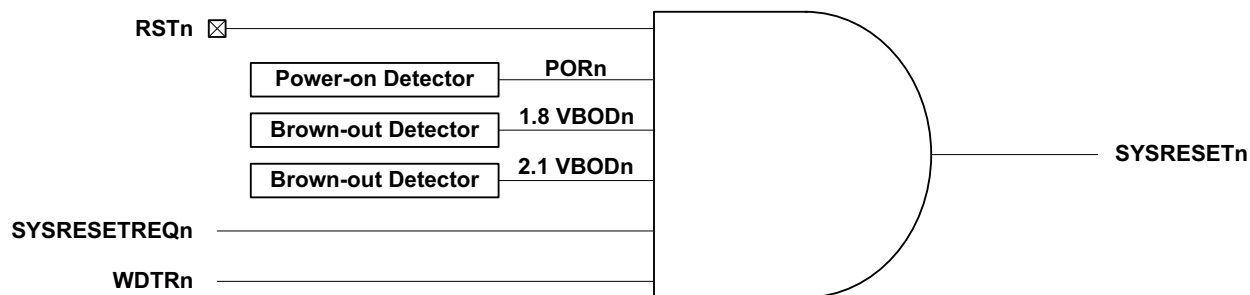 RSTn
Power-on Detector
PORn
Brown-out Detector
1.8 VBODn
Brown-out Detector
2.1 VBODn
SYSRESETn
SYSRESETREQn
WDTRn